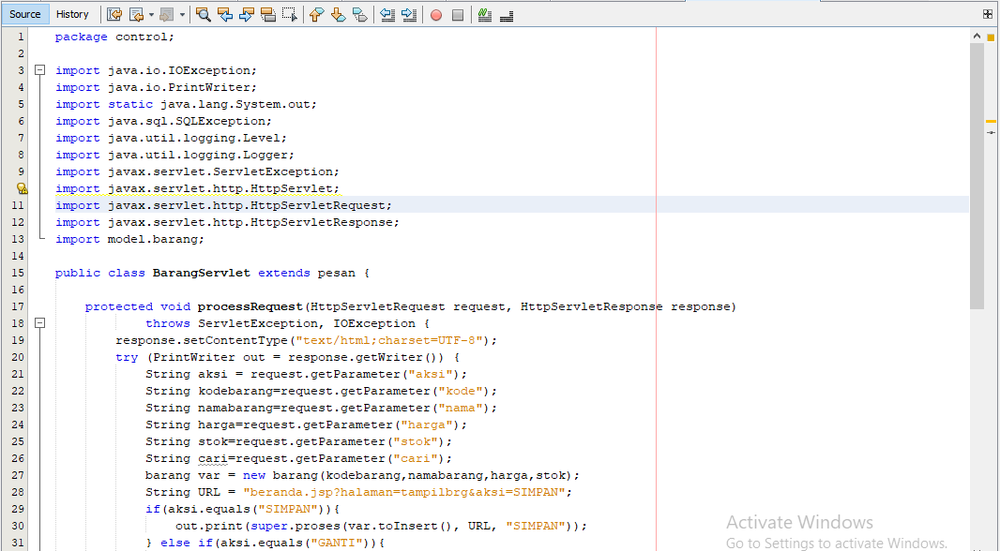 Source History
1 package control;
2
3 import java.io.IOException;
4 import java.io.PrintWriter;
5 import static java.lang.System.out;
6 import java.sql.SQLException;
7 import java.util.logging.Level;
8 import java.util.logging.Logger;
9 import javax.servlet.ServletException;
import javax.servlet.http.HttpServlet;
11 import javax.servlet.http.HttpServletRequest;
12 import javax.servlet.http.HttpServletResponse;
13 import model.barang;
14
15 public class BarangServlet extends pesan {
16
17 protected void processRequest(HttpServletRequest request, HttpServletResponse response)
18 throws ServletException, IOException {
19 response.setContentType("text/html;charset=UTF-8");
20 try (PrintWriter out = response.getWriter()) {
21 String aksi = request.getParameter("aksi");
22 String kodebarang=request.getParameter("kode");
23 String namabarang=request.getParameter("nama");
24 String harga=request.getParameter("harga");
25 String stok=request.getParameter("stok");
26 String cari=request.getParameter("cari");
27 barang var = new barang(kodebarang,namabarang,harga,stok);
28 String URL = "beranda.jsp?halaman=tampilbrg&aksi=SIMPAN";
29 if(aksi.equals("SIMPAN")){
30 out.print(super.proses(var.toInsert(), URL, "SIMPAN"));
31 } else if(aksi.equals("GANTI")){
Activate Windows
Go to Settings to activate Windows.